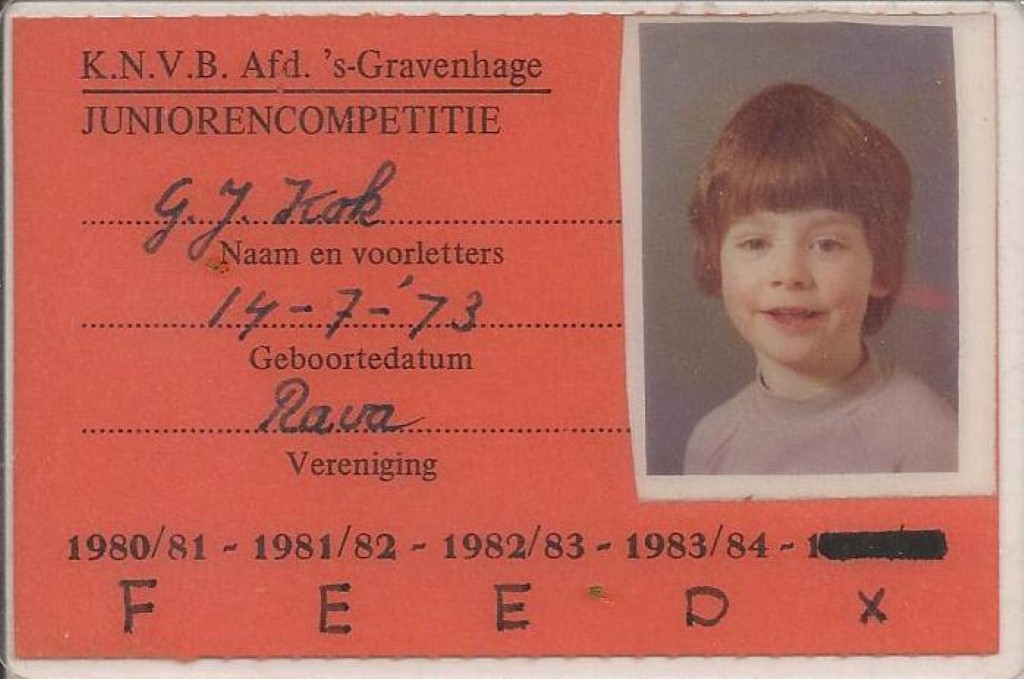 K.N.V.B. Afd. 's-Gravenhage
JUNIORENCOMPETITIE
G. J. Kok
Naam en voorletters
14-7-'73
Geboortedatum
Rava
Vereniging
1980/81 - 1981/82 - 1982/83 - 1983/84 - 1
F E E D X